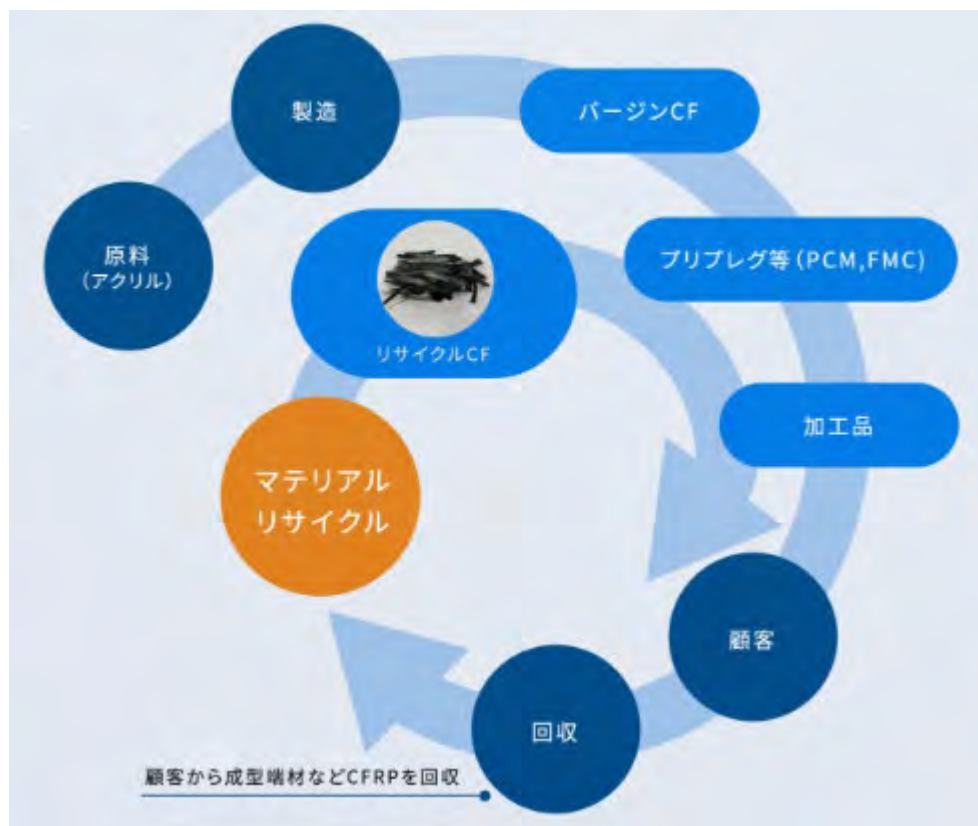 製造
バージンCF
原料
(アクリル)
プリプレグ等(PCM,FMC)
リサイクルCF
加工品
マテリアル
リサイクル
顧客
回収
顧客から成型端材などCFRPを回収